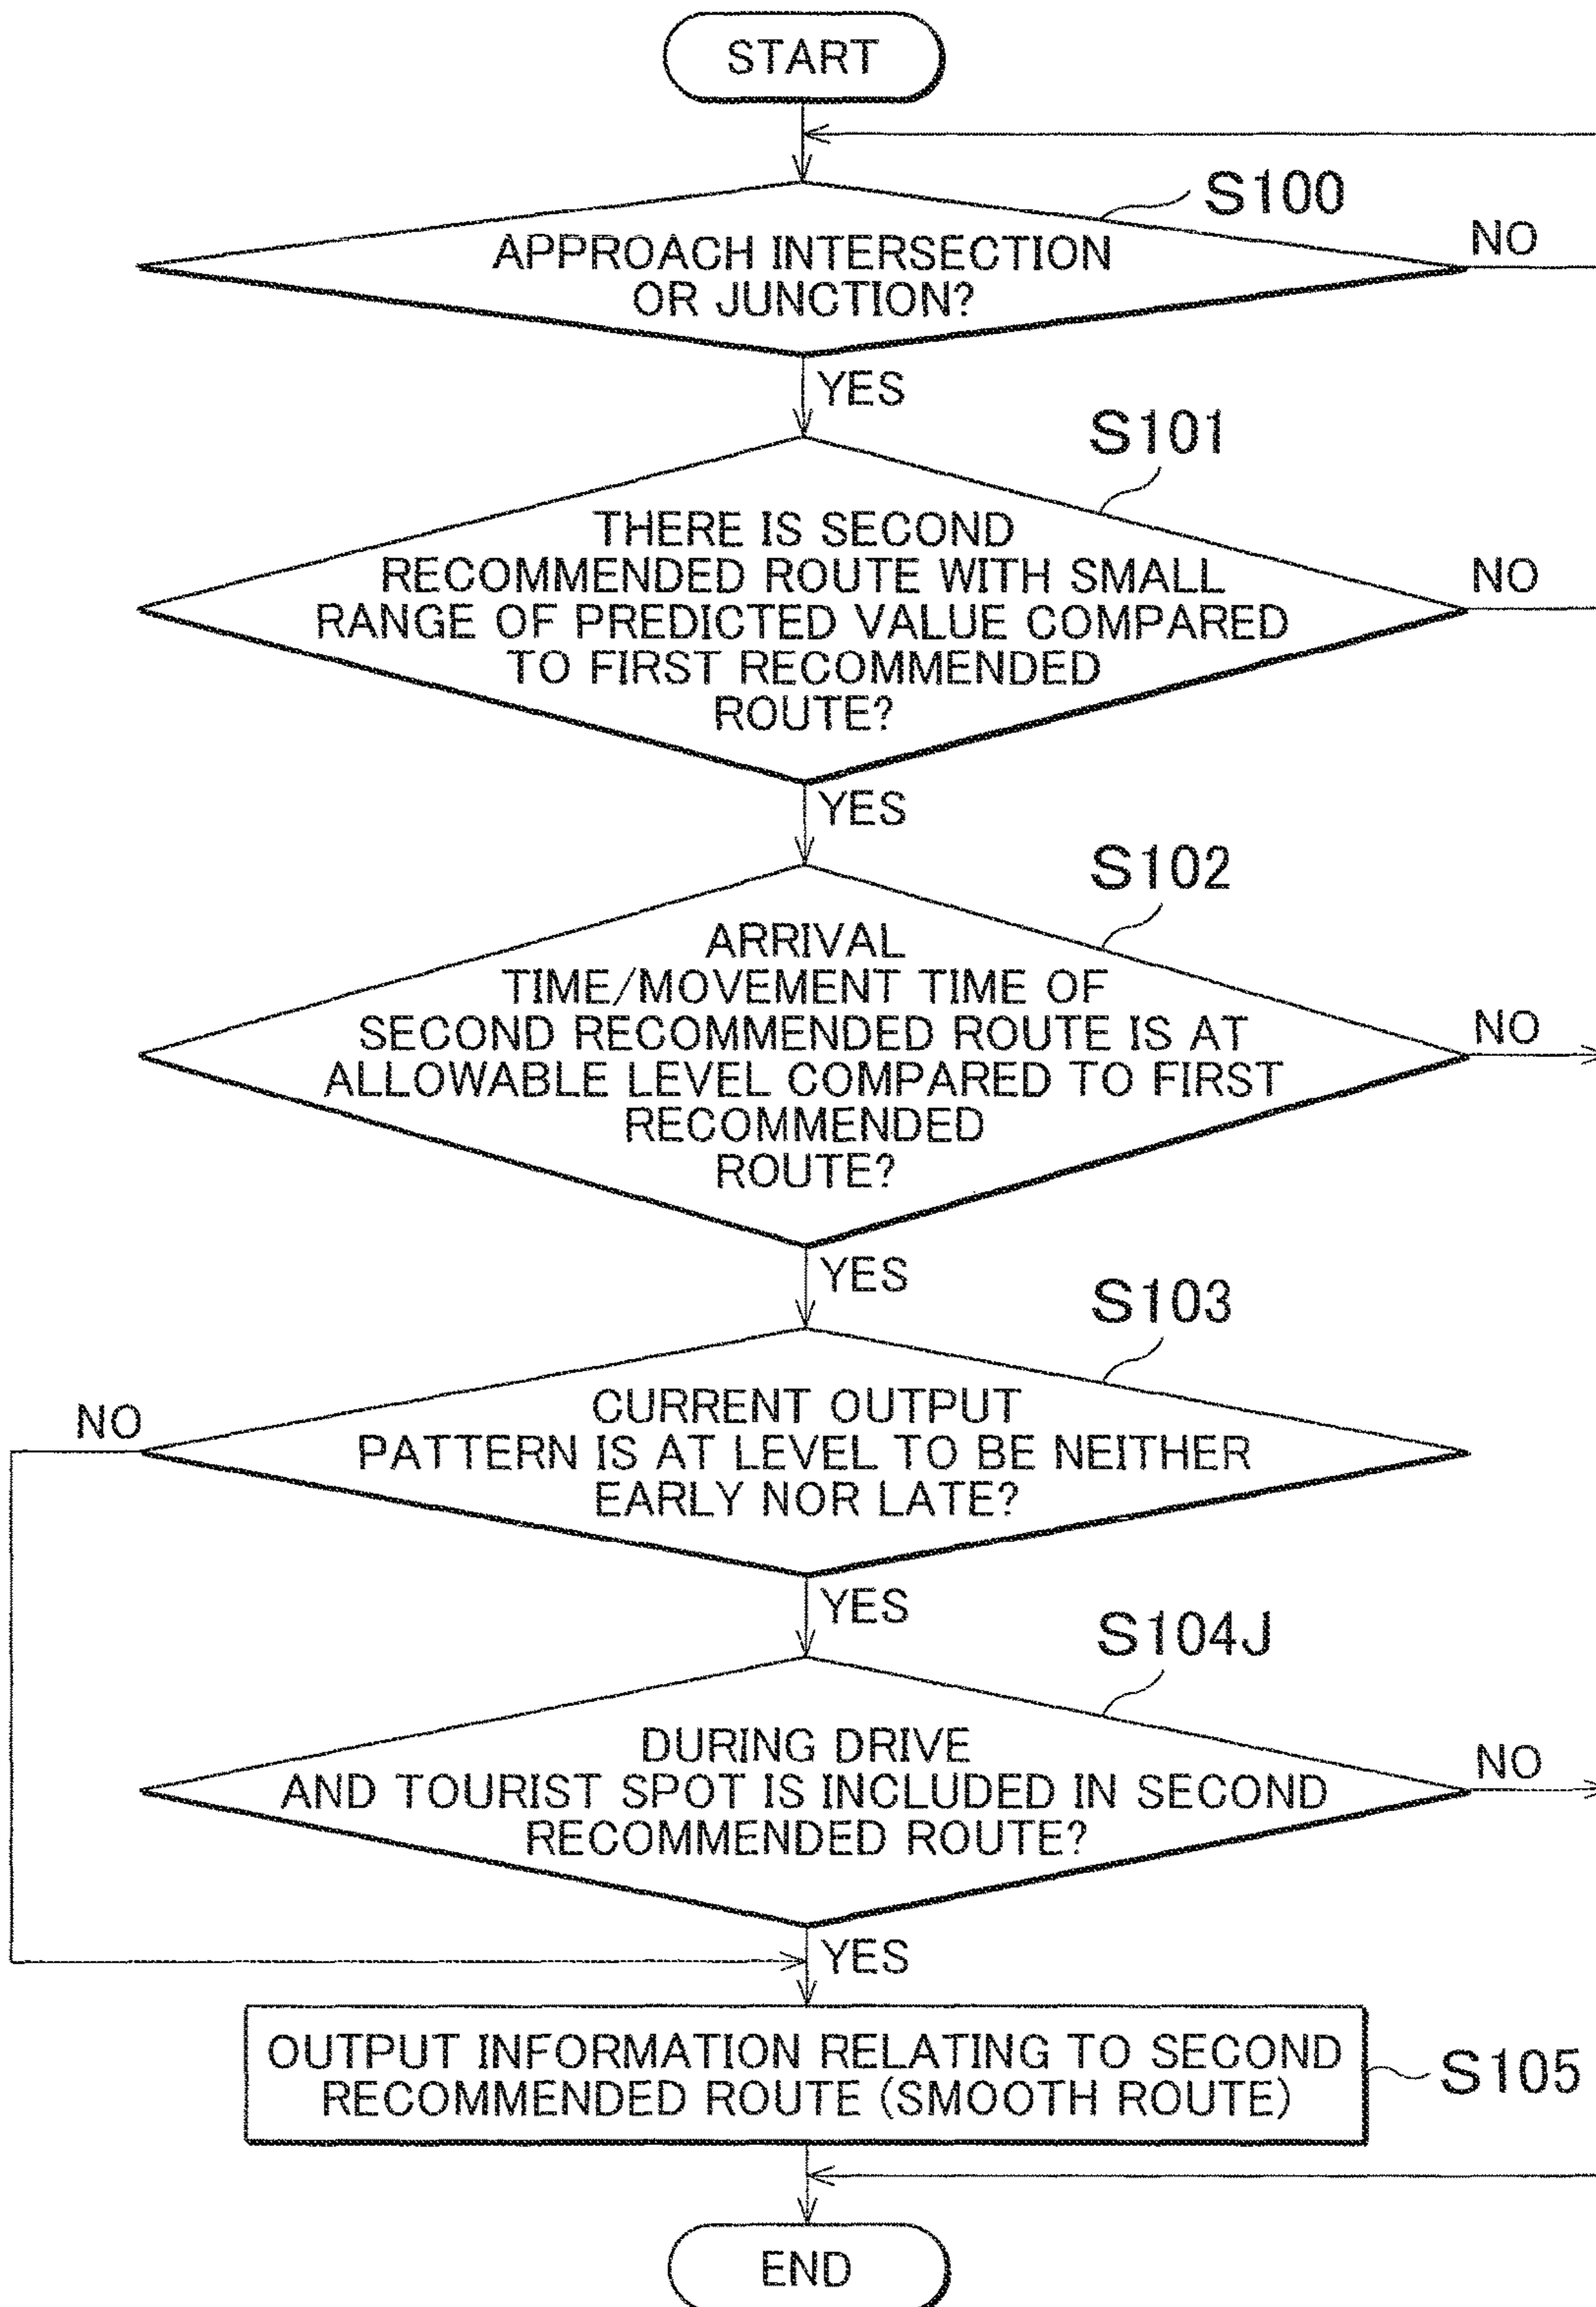 START
S100
APPROACH INTERSECTION
OR JUNCTION?
NO
YES
S101
THERE IS SECOND
RECOMMENDED ROUTE WITH SMALL
RANGE OF PREDICTED VALUE COMPARED
TO FIRST RECOMMENDED
ROUTE?
NO
YES
S102
ARRIVAL
TIME/MOVEMENT TIME OF
SECOND RECOMMENDED ROUTE IS AT
ALLOWABLE LEVEL COMPARED TO FIRST
RECOMMENDED
ROUTE?
NO
YES
S103
CURRENT OUTPUT
PATTERN IS AT LEVEL TO BE NEITHER
EARLY NOR LATE?
NO
YES
S104J
DURING DRIVE
AND TOURIST SPOT IS INCLUDED IN SECOND
RECOMMENDED ROUTE?
NO
YES
OUTPUT INFORMATION RELATING TO SECOND
RECOMMENDED ROUTE (SMOOTH ROUTE)
S105
END